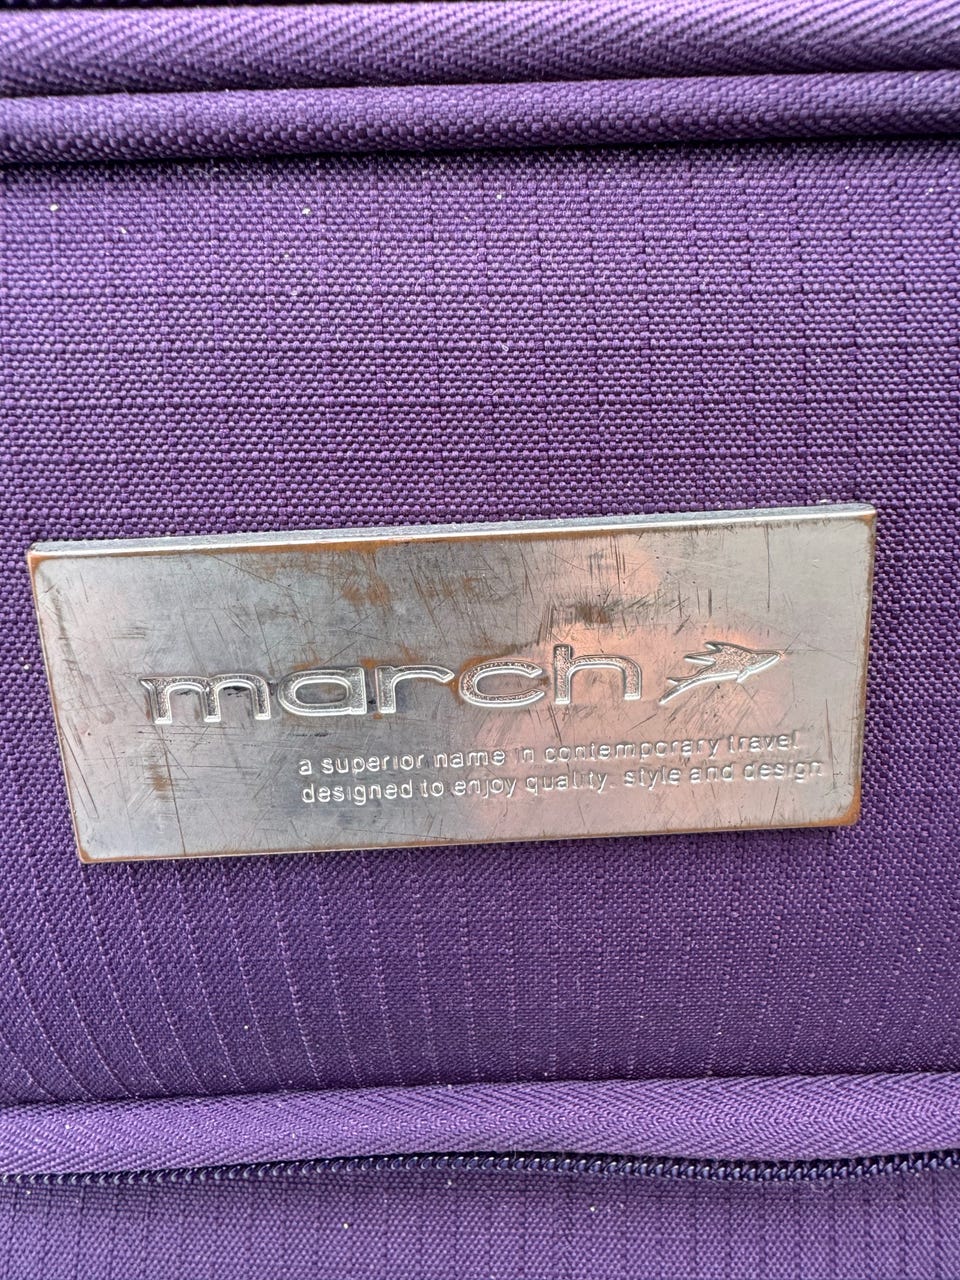 march
a superior name in contemporary travel
designed to enjoy quality, style and design